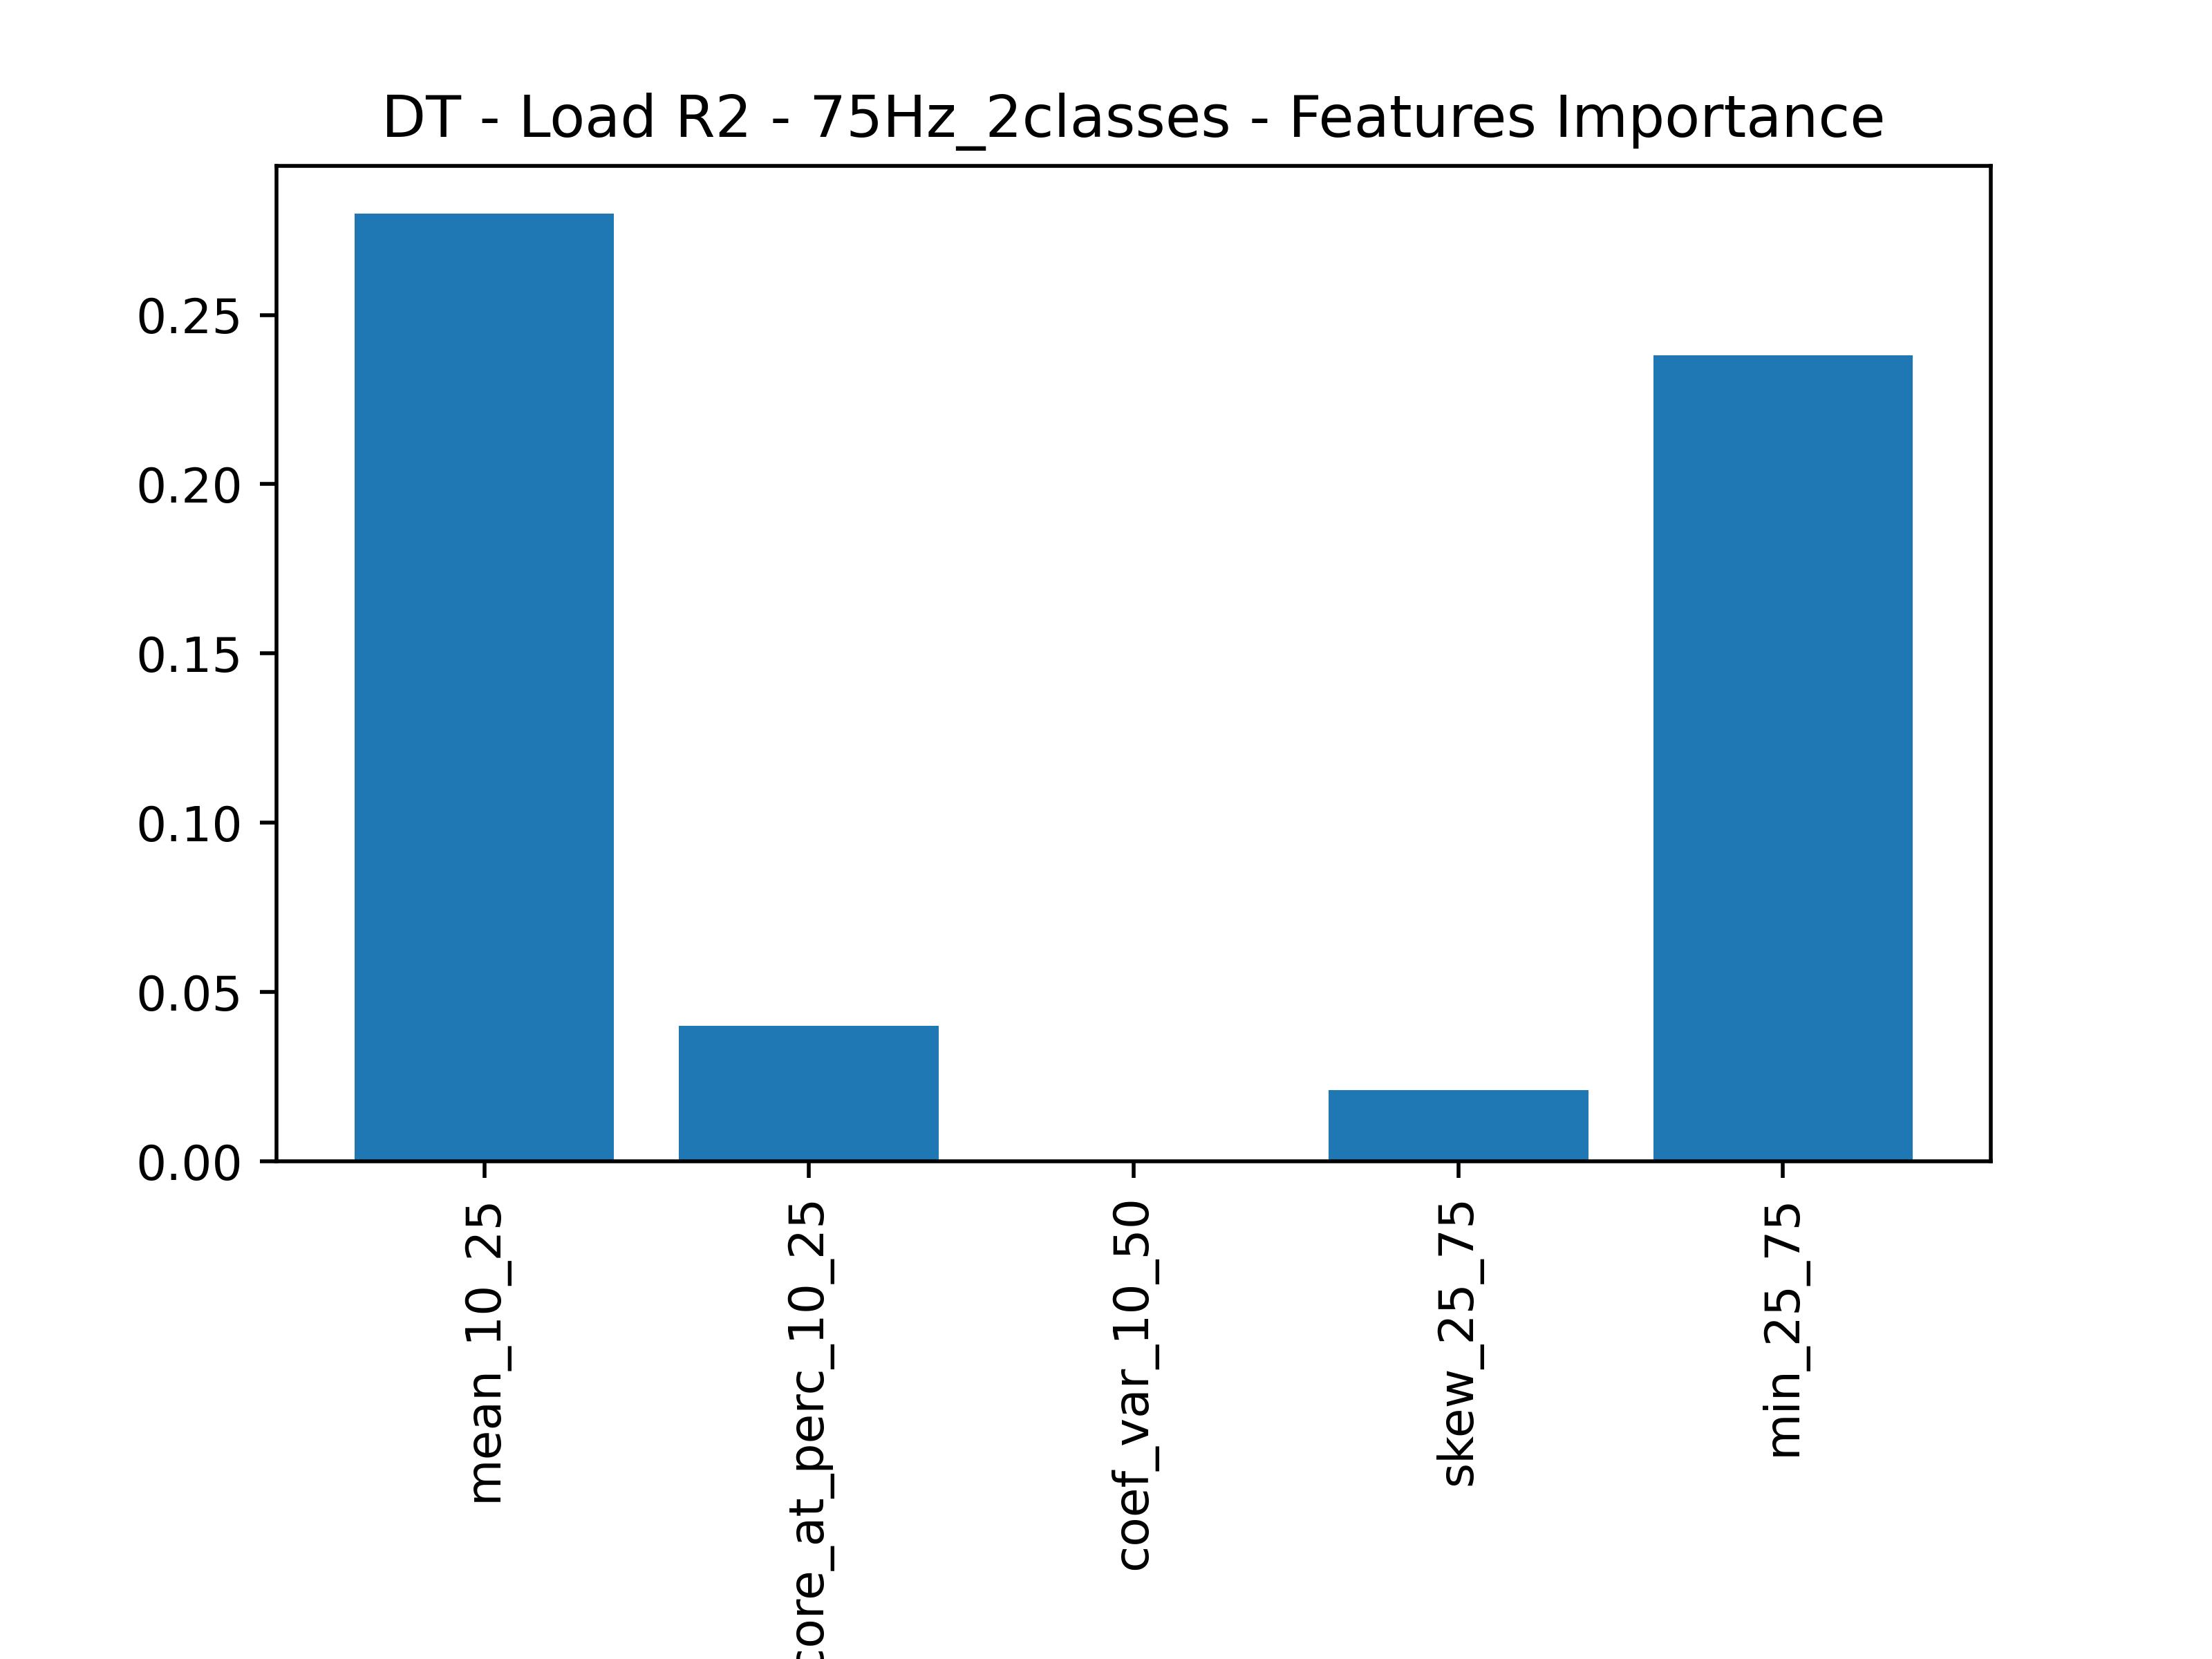 DT - Load R2 - 75Hz_2classes - Features Importance
0.25
0.20
0.15
0.10
0.05
0.00
mean_10_25
core_at_perc_10_25
coef_var_10_50
skew_25_75
min_25_75